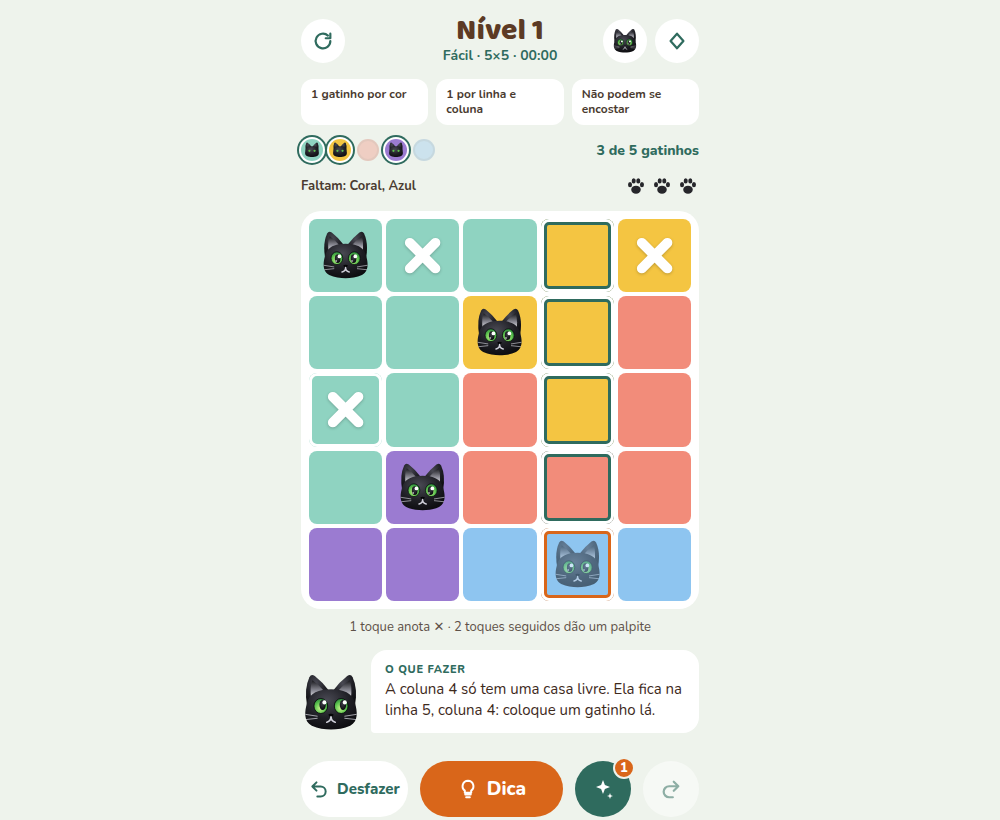 Nível 1
Fácil · 5×5 · 00:00
1 gatinho por cor
1 por linha e
coluna
Não podem se
encostar
3 de 5 gatinhos
Faltam: Coral, Azul
1 toque anota ✕ · 2 toques seguidos dão um palpite
O QUE FAZER
A coluna 4 só tem uma casa livre. Ela fica na
linha 5, coluna 4: coloque um gatinho lá.
Desfazer
Dica
1